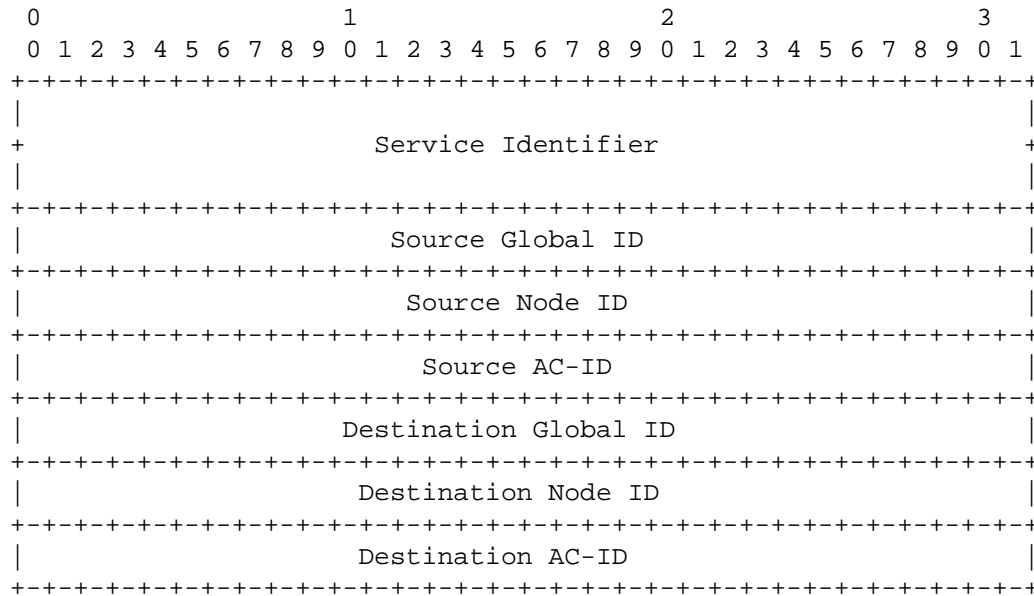 0                   1                   2                   3
 0 1 2 3 4 5 6 7 8 9 0 1 2 3 4 5 6 7 8 9 0 1 2 3 4 5 6 7 8 9 0 1
+-+-+-+-+-+-+-+-+-+-+-+-+-+-+-+-+-+-+-+-+-+-+-+-+-+-+-+-+-+-+-+-+
|                                                               |
+                      Service Identifier                       +
|                                                               |
+-+-+-+-+-+-+-+-+-+-+-+-+-+-+-+-+-+-+-+-+-+-+-+-+-+-+-+-+-+-+-+-+
|                       Source Global ID                        |
+-+-+-+-+-+-+-+-+-+-+-+-+-+-+-+-+-+-+-+-+-+-+-+-+-+-+-+-+-+-+-+-+
|                        Source Node ID                         |
+-+-+-+-+-+-+-+-+-+-+-+-+-+-+-+-+-+-+-+-+-+-+-+-+-+-+-+-+-+-+-+-+
|                         Source AC-ID                          |
+-+-+-+-+-+-+-+-+-+-+-+-+-+-+-+-+-+-+-+-+-+-+-+-+-+-+-+-+-+-+-+-+
|                    Destination Global ID                      |
+-+-+-+-+-+-+-+-+-+-+-+-+-+-+-+-+-+-+-+-+-+-+-+-+-+-+-+-+-+-+-+-+
|                     Destination Node ID                       |
+-+-+-+-+-+-+-+-+-+-+-+-+-+-+-+-+-+-+-+-+-+-+-+-+-+-+-+-+-+-+-+-+
|                     Destination AC-ID                         |
+-+-+-+-+-+-+-+-+-+-+-+-+-+-+-+-+-+-+-+-+-+-+-+-+-+-+-+-+-+-+-+-+